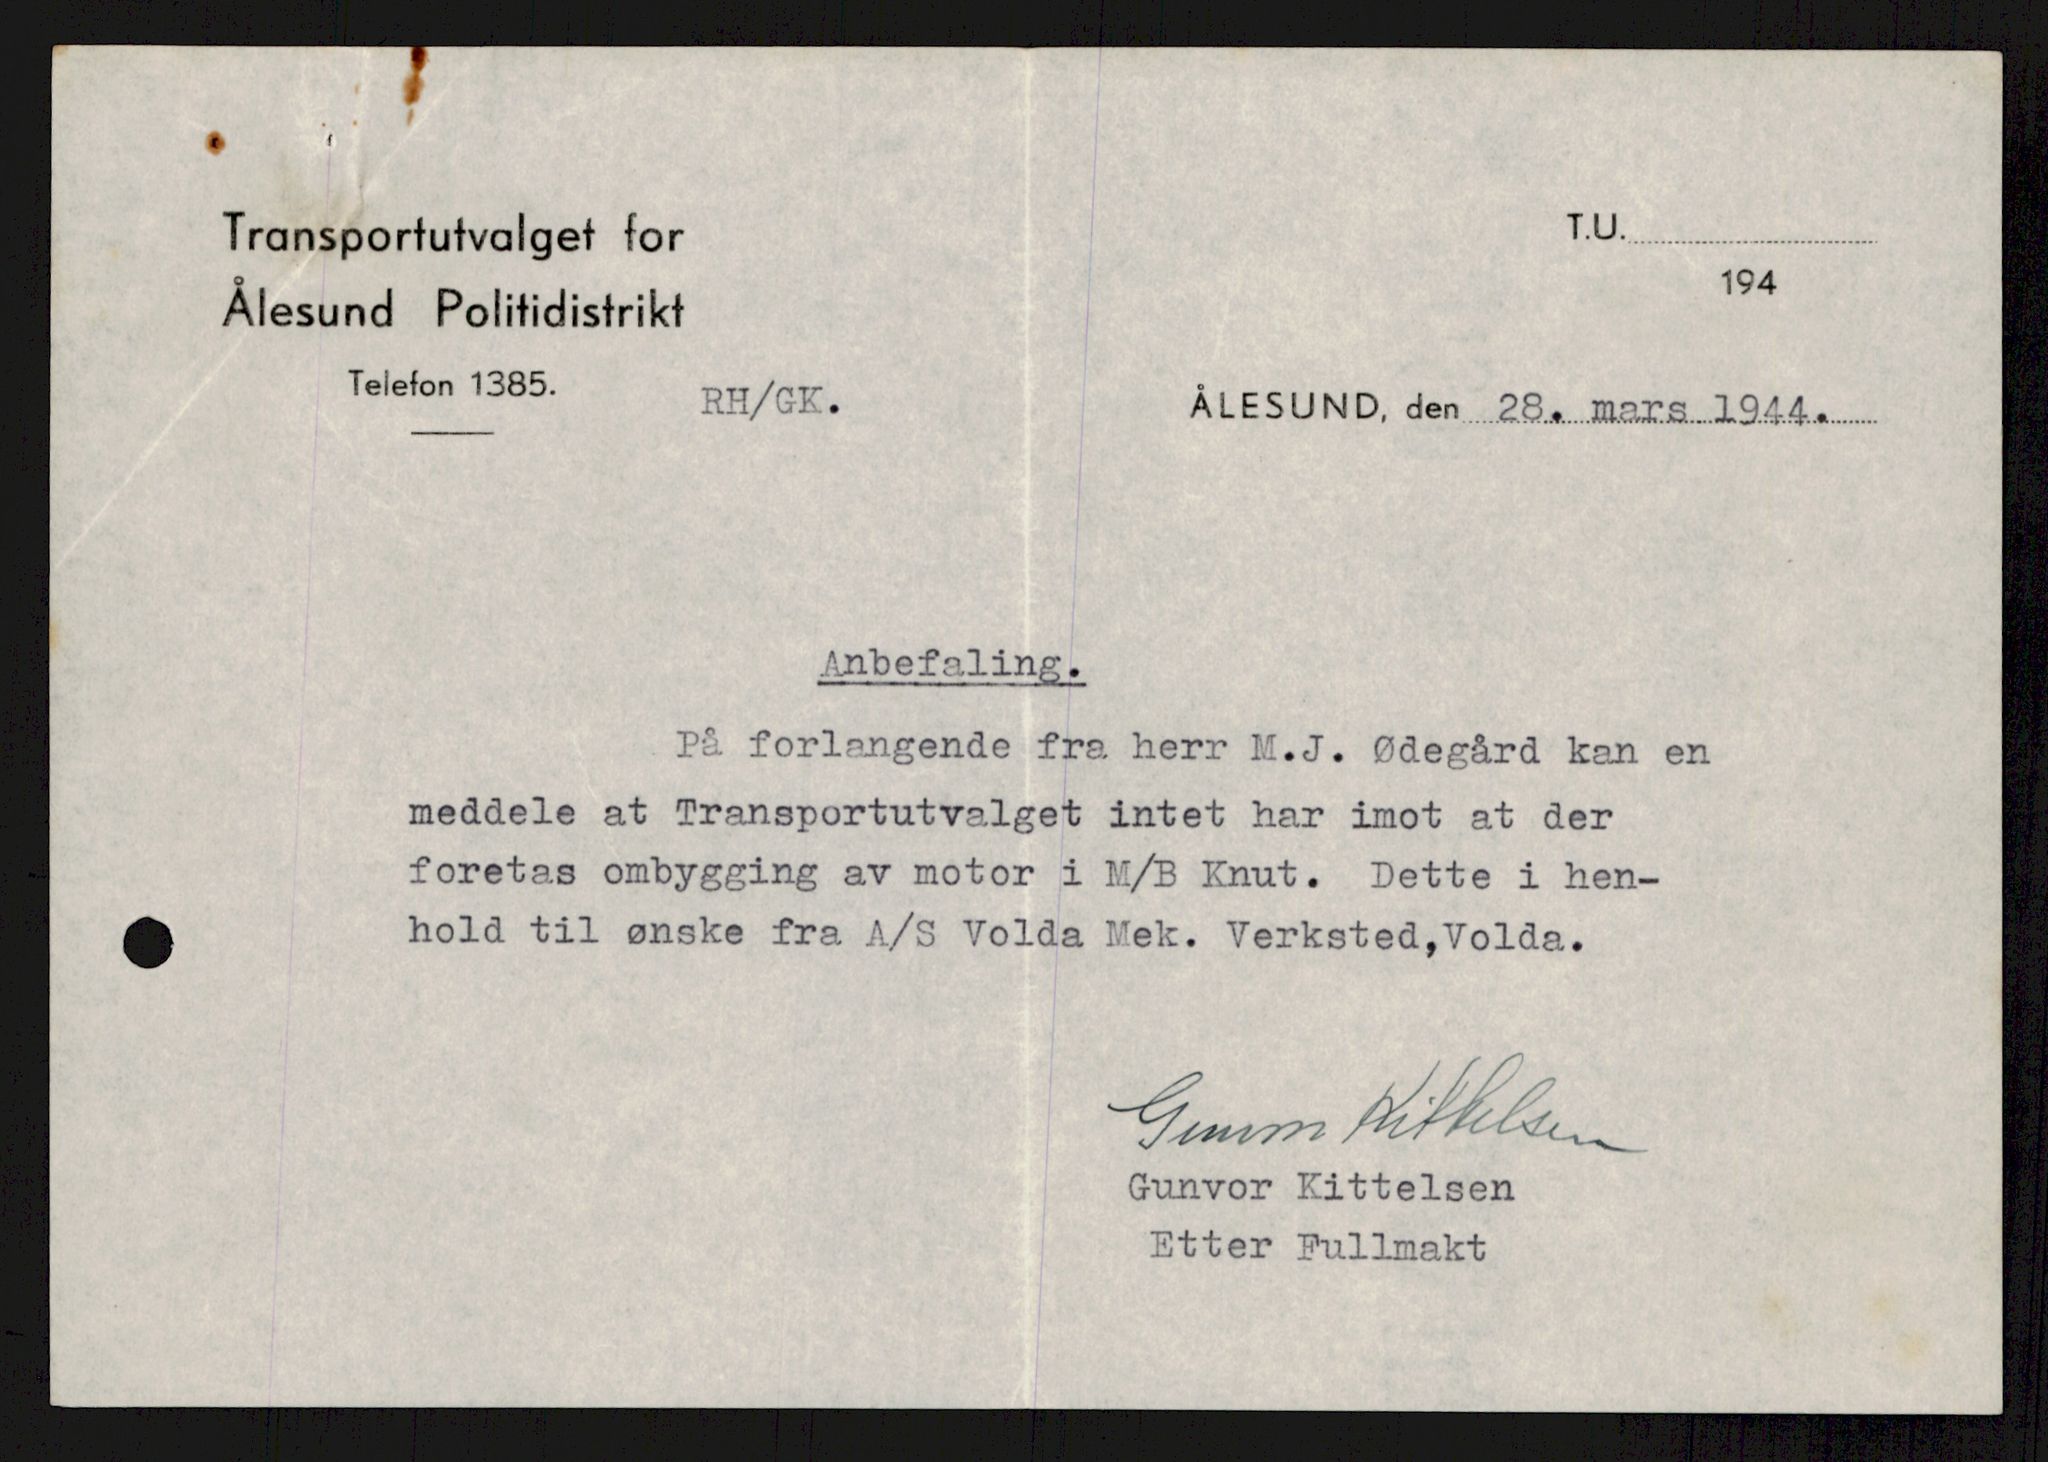 Transportutvalget for
Ålesund Politidistrikt
Telefon 1385.
RH/GK.
T.U.
194
ÅLESUND, den 28. mars 1944.
Anbefaling.
På forlangende fra herr M.J. Ødegård kan en
meddele at Transportutvalget intet har imot at der
foretas ombygging av motor i M/B Knut. Dette i hen-
hold til ønske fra A/S Volda Mek. Verksted,Volda.
Gunvor Kittelsen
Gunvor Kittelsen
Etter Fullmakt